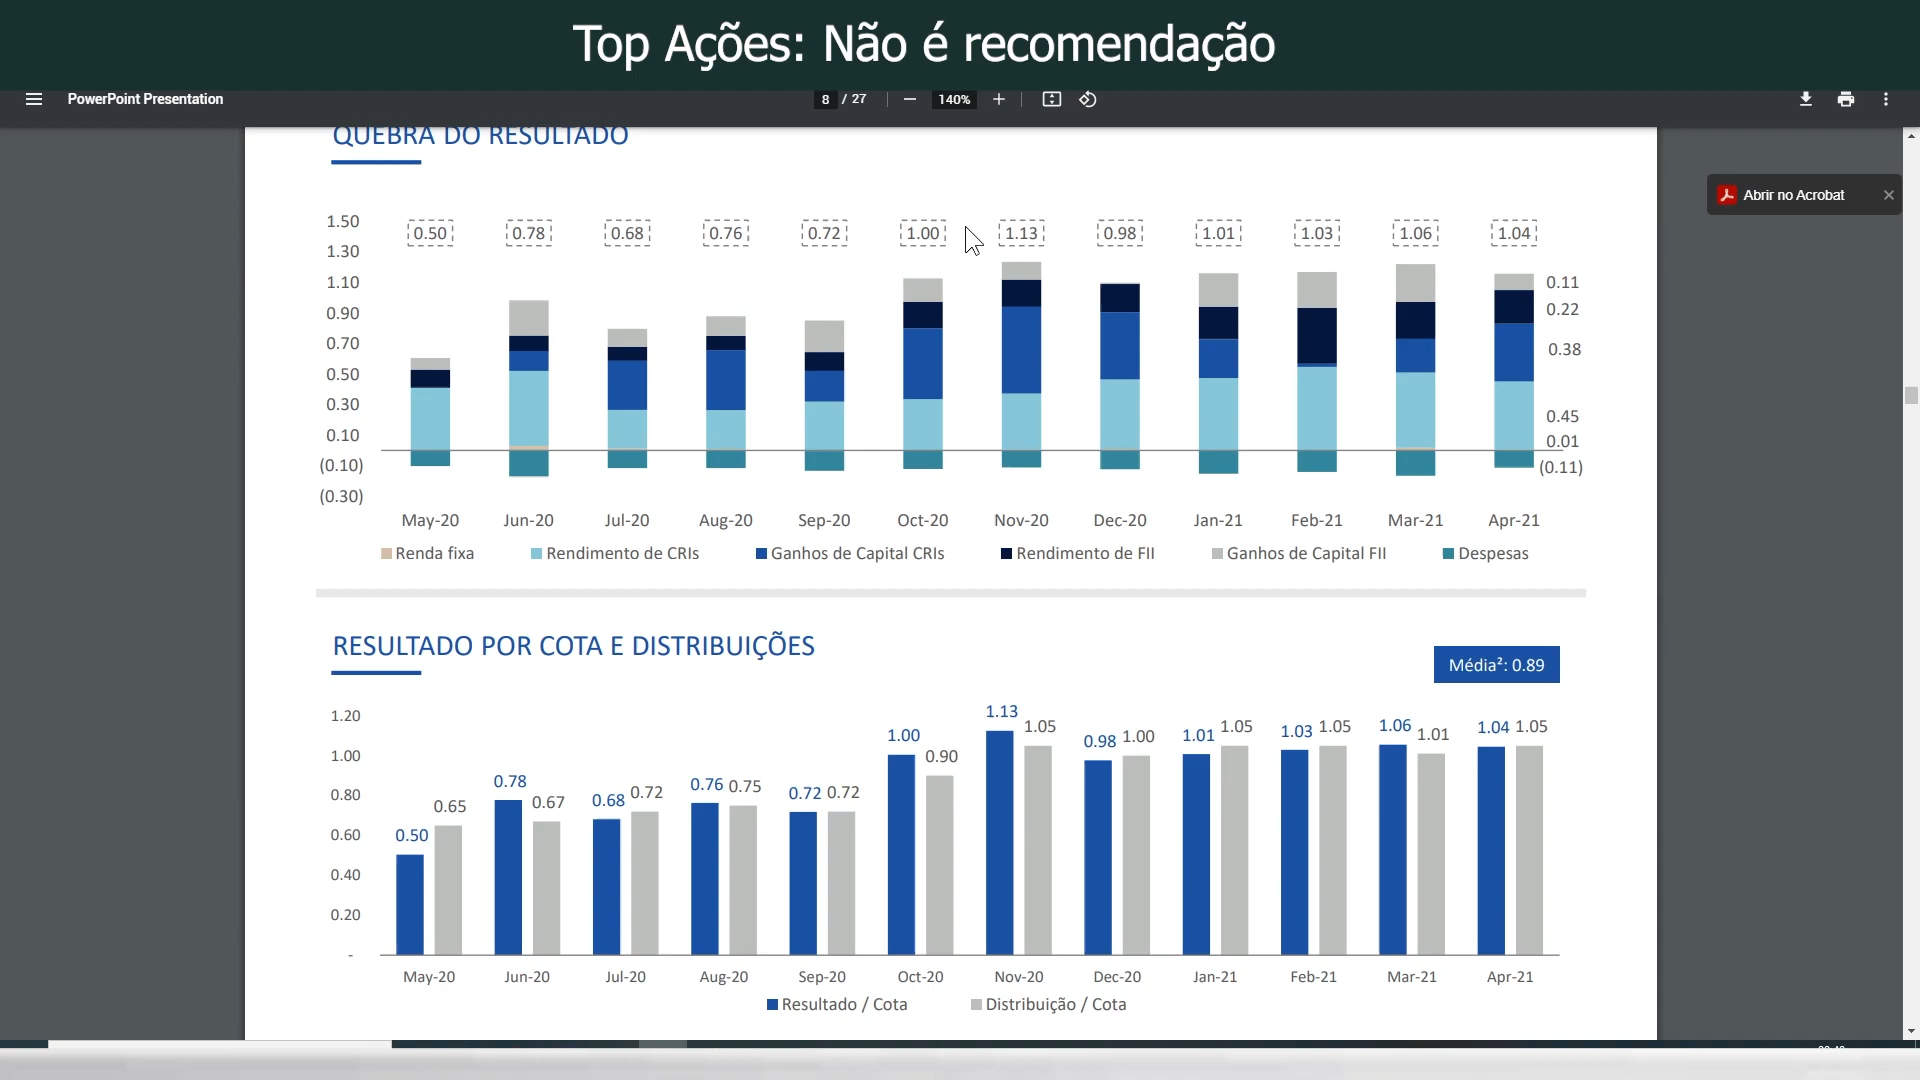 Top Ações: Não é recomendação
PowerPoint Presentation
8 / 27
140%
QUEBRA DO RESULTADO
Abrir no Acrobat
1.50
1.30
1.10
0.90
0.70
0.50
0.30
0.10
(0.10)
(0.30)
0.50 0.78 0.68 0.76 0.72 1.00 1.13 0.98 1.01 1.03 1.06 1.04
0.11
0.22
0.38
0.45
0.01
(0.11)
May-20 Jun-20 Jul-20 Aug-20 Sep-20 Oct-20 Nov-20 Dec-20 Jan-21 Feb-21 Mar-21 Apr-21
Renda fixa Rendimento de CRIs Ganhos de Capital CRIs Rendimento de FII Ganhos de Capital FII Despesas
RESULTADO POR COTA E DISTRIBUIÇÕES
Média²: 0.89
1.20
1.00
0.80
0.60
0.40
0.20
-
0.50 0.65 0.78 0.67 0.68 0.72 0.76 0.75 0.72 0.72 1.00 0.90 1.13 1.05 0.98 1.00 1.01 1.05 1.03 1.05 1.06 1.01 1.04 1.05
May-20 Jun-20 Jul-20 Aug-20 Sep-20 Oct-20 Nov-20 Dec-20 Jan-21 Feb-21 Mar-21 Apr-21
Resultado / Cota Distribuição / Cota